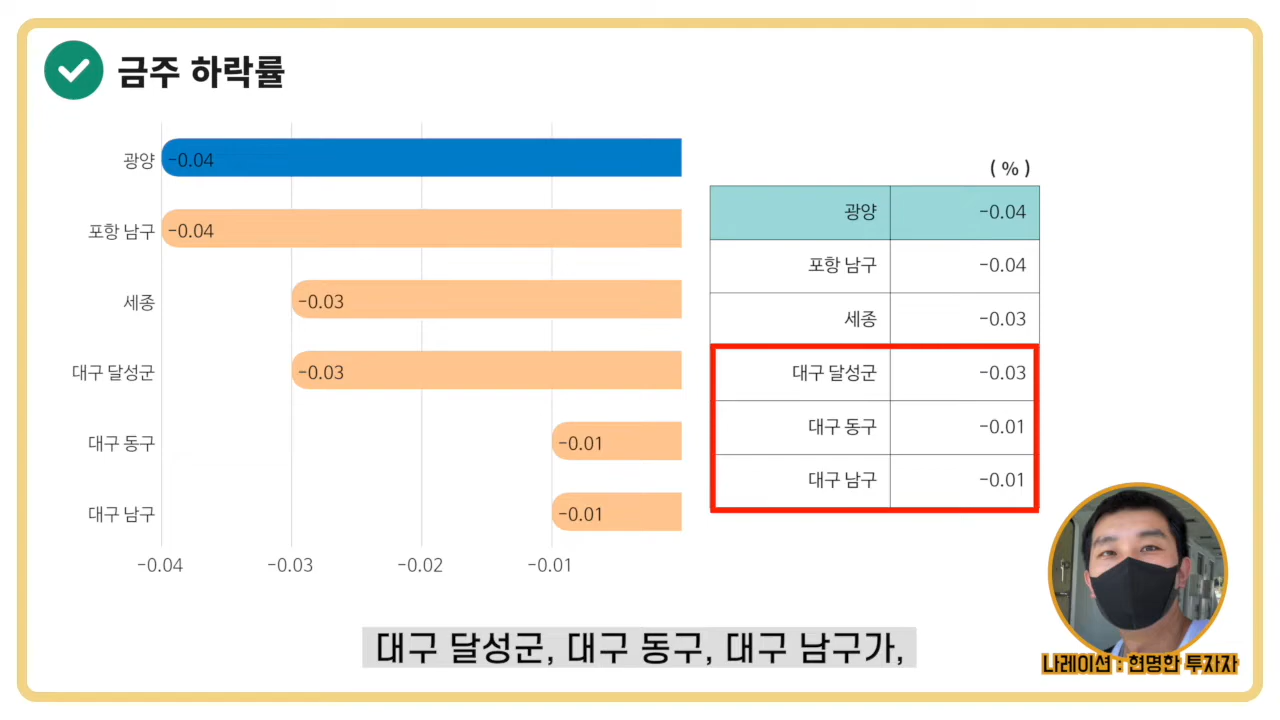 금주 하락률
광양 -0.04
포항 남구 -0.04
세종 -0.03
대구 달성군 -0.03
대구 동구 -0.01
대구 남구 -0.01
-0.04 -0.03 -0.02 -0.01
( % )
광양 -0.04
포항 남구 -0.04
세종 -0.03
대구 달성군 -0.03
대구 동구 -0.01
대구 남구 -0.01
대구 달성군, 대구 동구, 대구 남구가,
나레이션 : 현명한 투자자